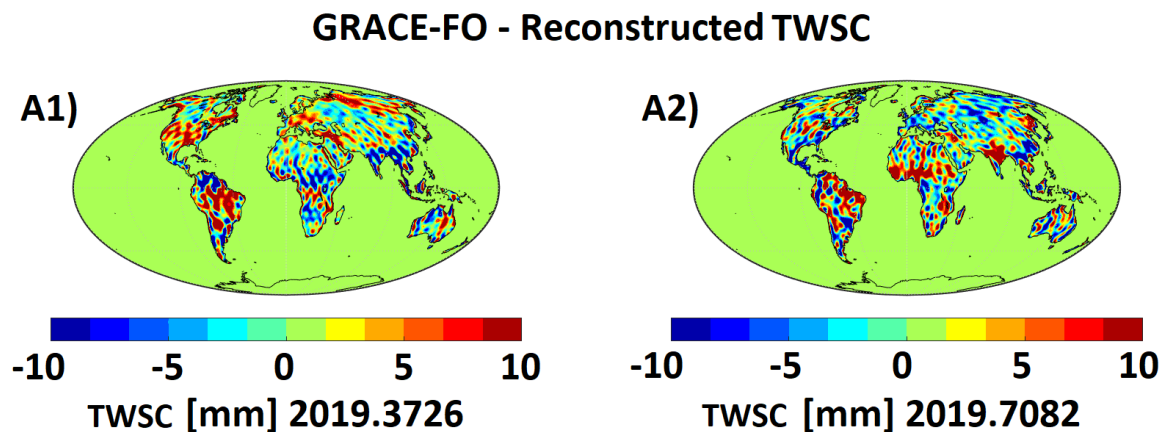 GRACE-FO - Reconstructed TWSC
A1)
A2)
-10 -5 0 5 10
TWSC [mm] 2019.3726
-10 -5 0 5 10
TWSC [mm] 2019.7082